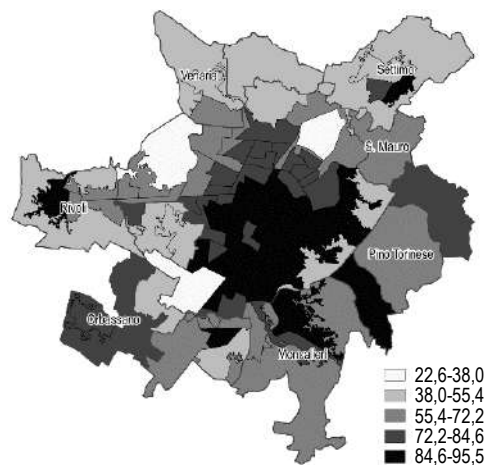 Venaria
Settimo
S. Mauro
Rivoli
Pino Torinese
Orbassano
Moncalieri
22,6-38,0
38,0-55,4
55,4-72,2
72,2-84,6
84,6-95,5